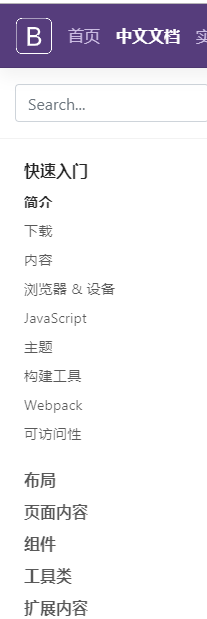 B 首页 中文文档
Search...
快速入门
简介
下载
内容
浏览器 & 设备
JavaScript
主题
构建工具
Webpack
可访问性
布局
页面内容
组件
工具类
扩展内容